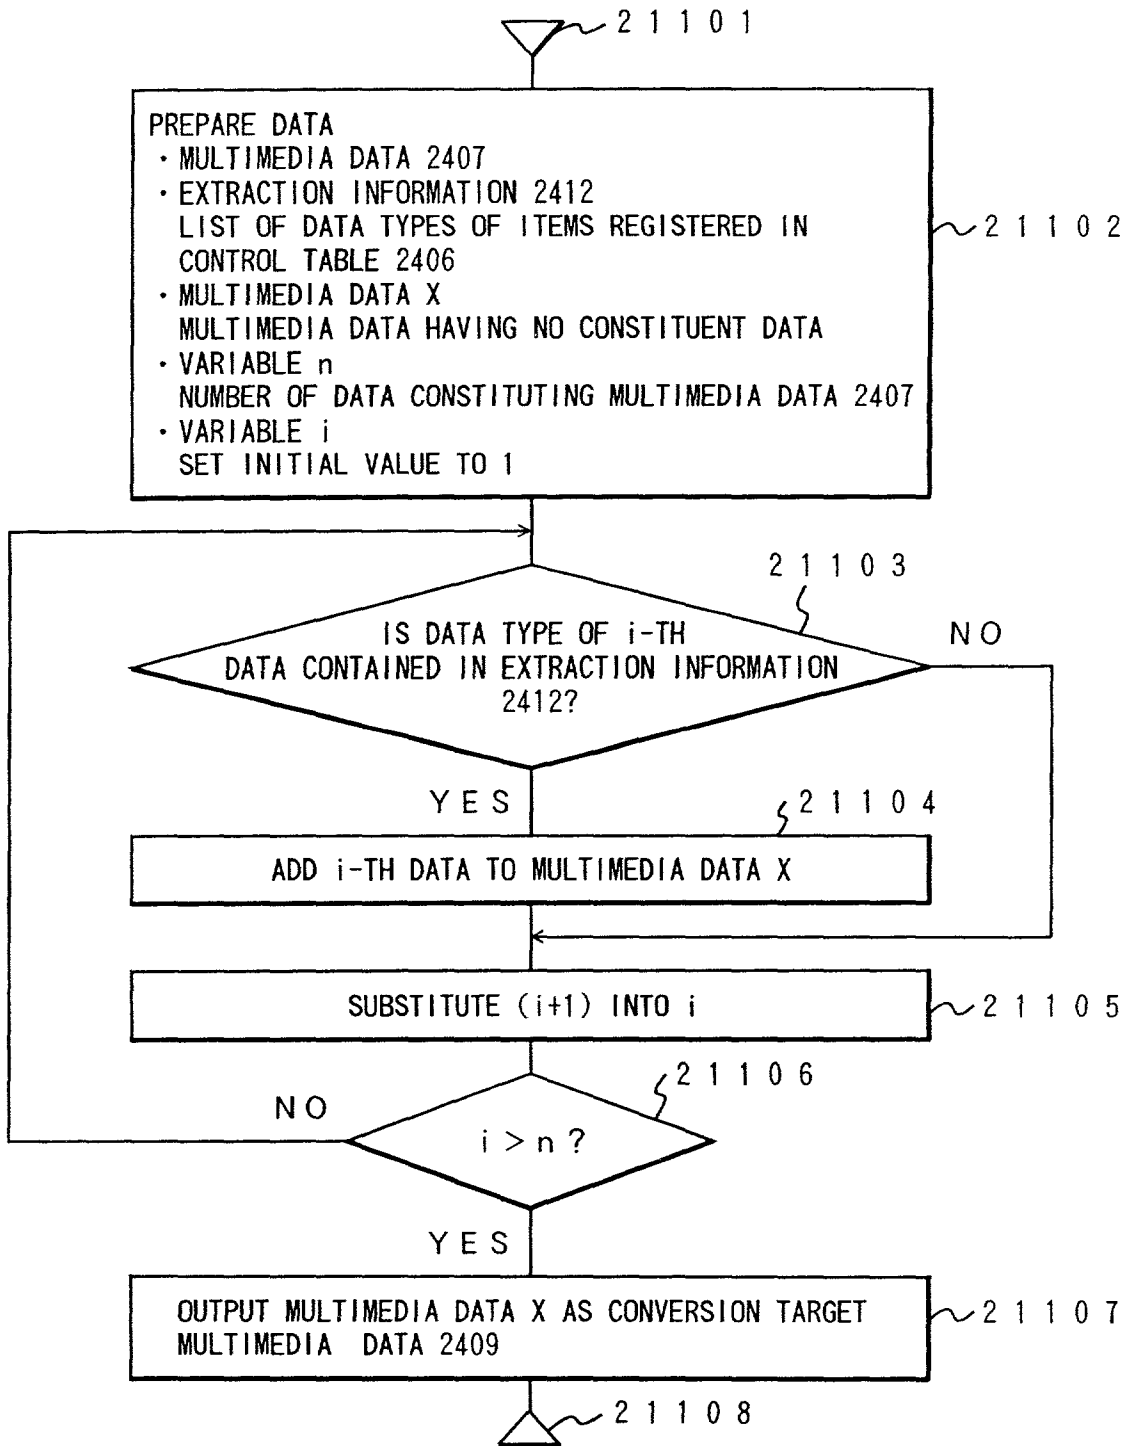 21101
PREPARE DATA
・MULTIMEDIA DATA 2407
・EXTRACTION INFORMATION 2412
LIST OF DATA TYPES OF ITEMS REGISTERED IN
CONTROL TABLE 2406
・MULTIMEDIA DATA X
MULTIMEDIA DATA HAVING NO CONSTITUENT DATA
・VARIABLE n
NUMBER OF DATA CONSTITUTING MULTIMEDIA DATA 2407
・VARIABLE i
SET INITIAL VALUE TO 1
21102
21103
IS DATA TYPE OF i-TH
DATA CONTAINED IN EXTRACTION INFORMATION
2412?
NO
YES
21104
ADD i-TH DATA TO MULTIMEDIA DATA X
SUBSTITUTE (i+1) INTO i
21105
21106
NO
i > n ?
YES
OUTPUT MULTIMEDIA DATA X AS CONVERSION TARGET
MULTIMEDIA DATA 2409
21107
21108